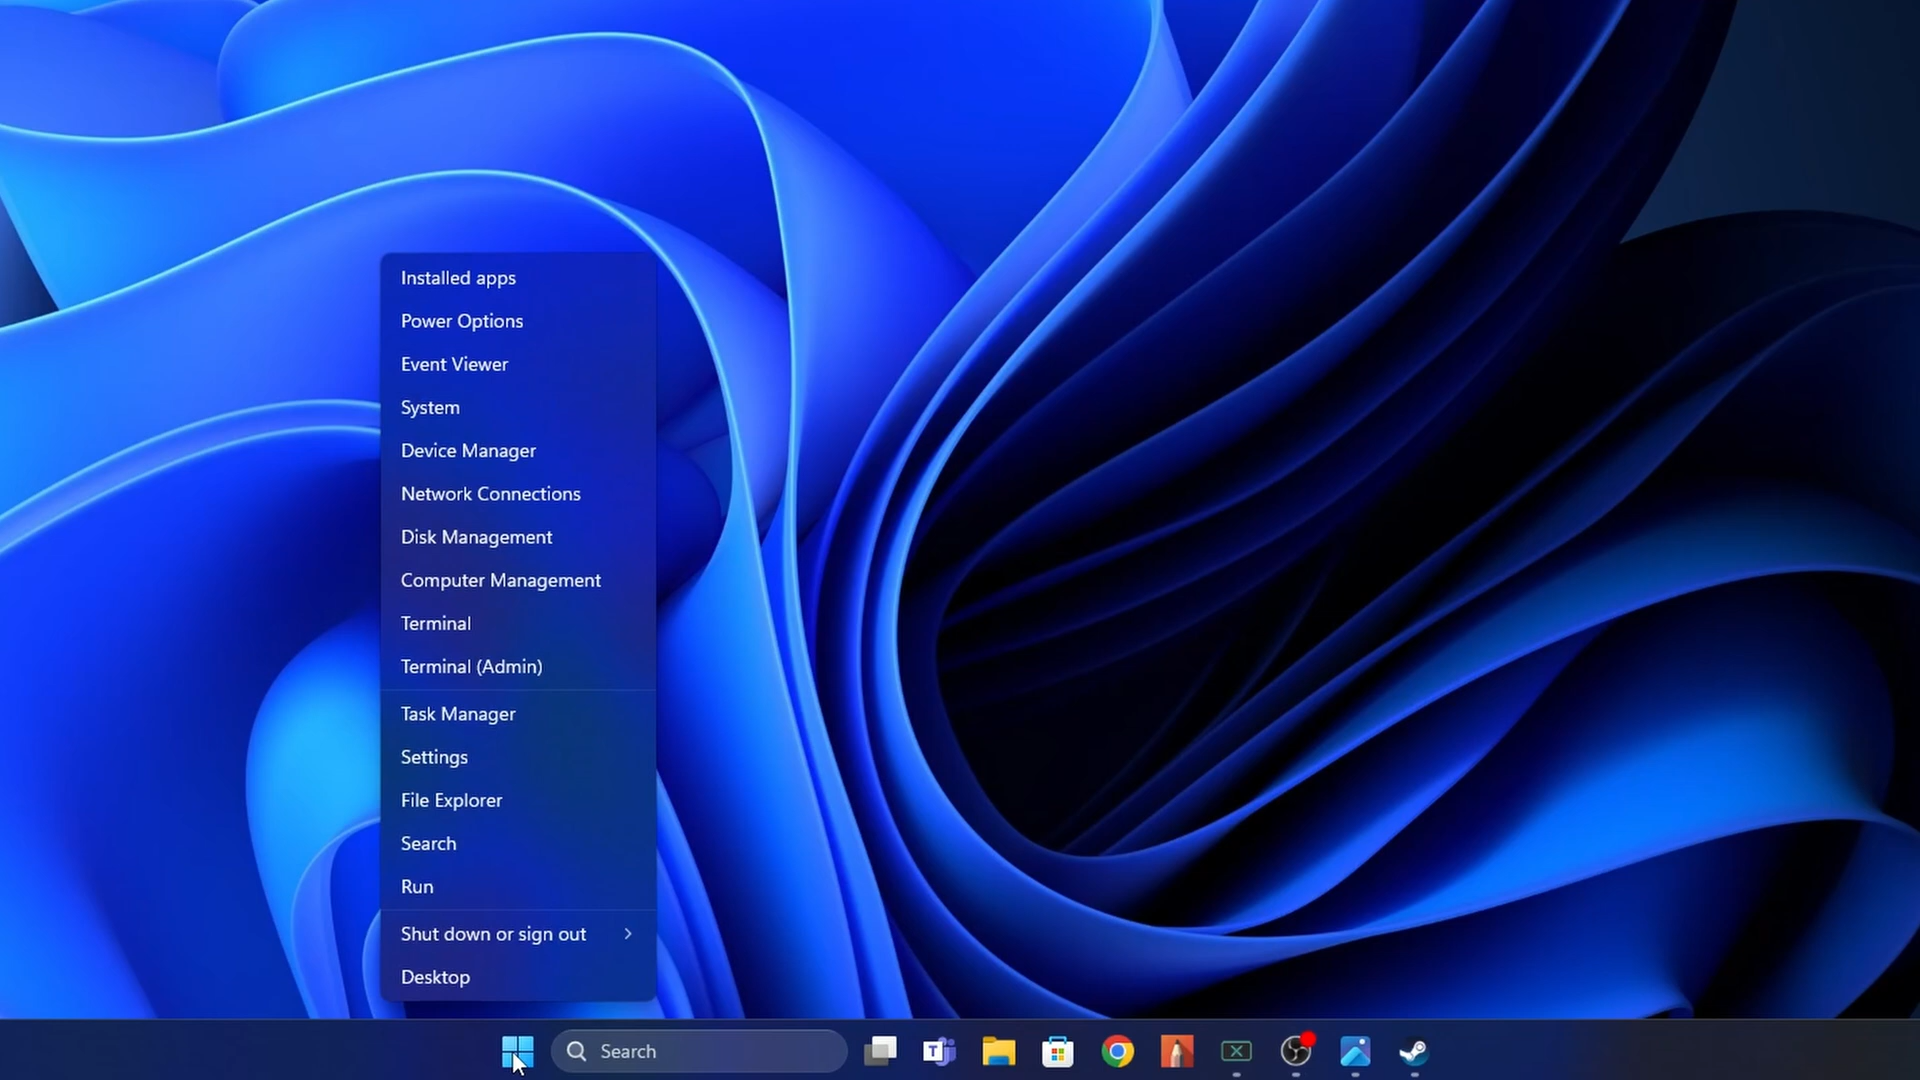 Installed apps
Power Options
Event Viewer
System
Device Manager
Network Connections
Disk Management
Computer Management
Terminal
Terminal (Admin)
Task Manager
Settings
File Explorer
Search
Run
Shut down or sign out
Desktop
Search
T